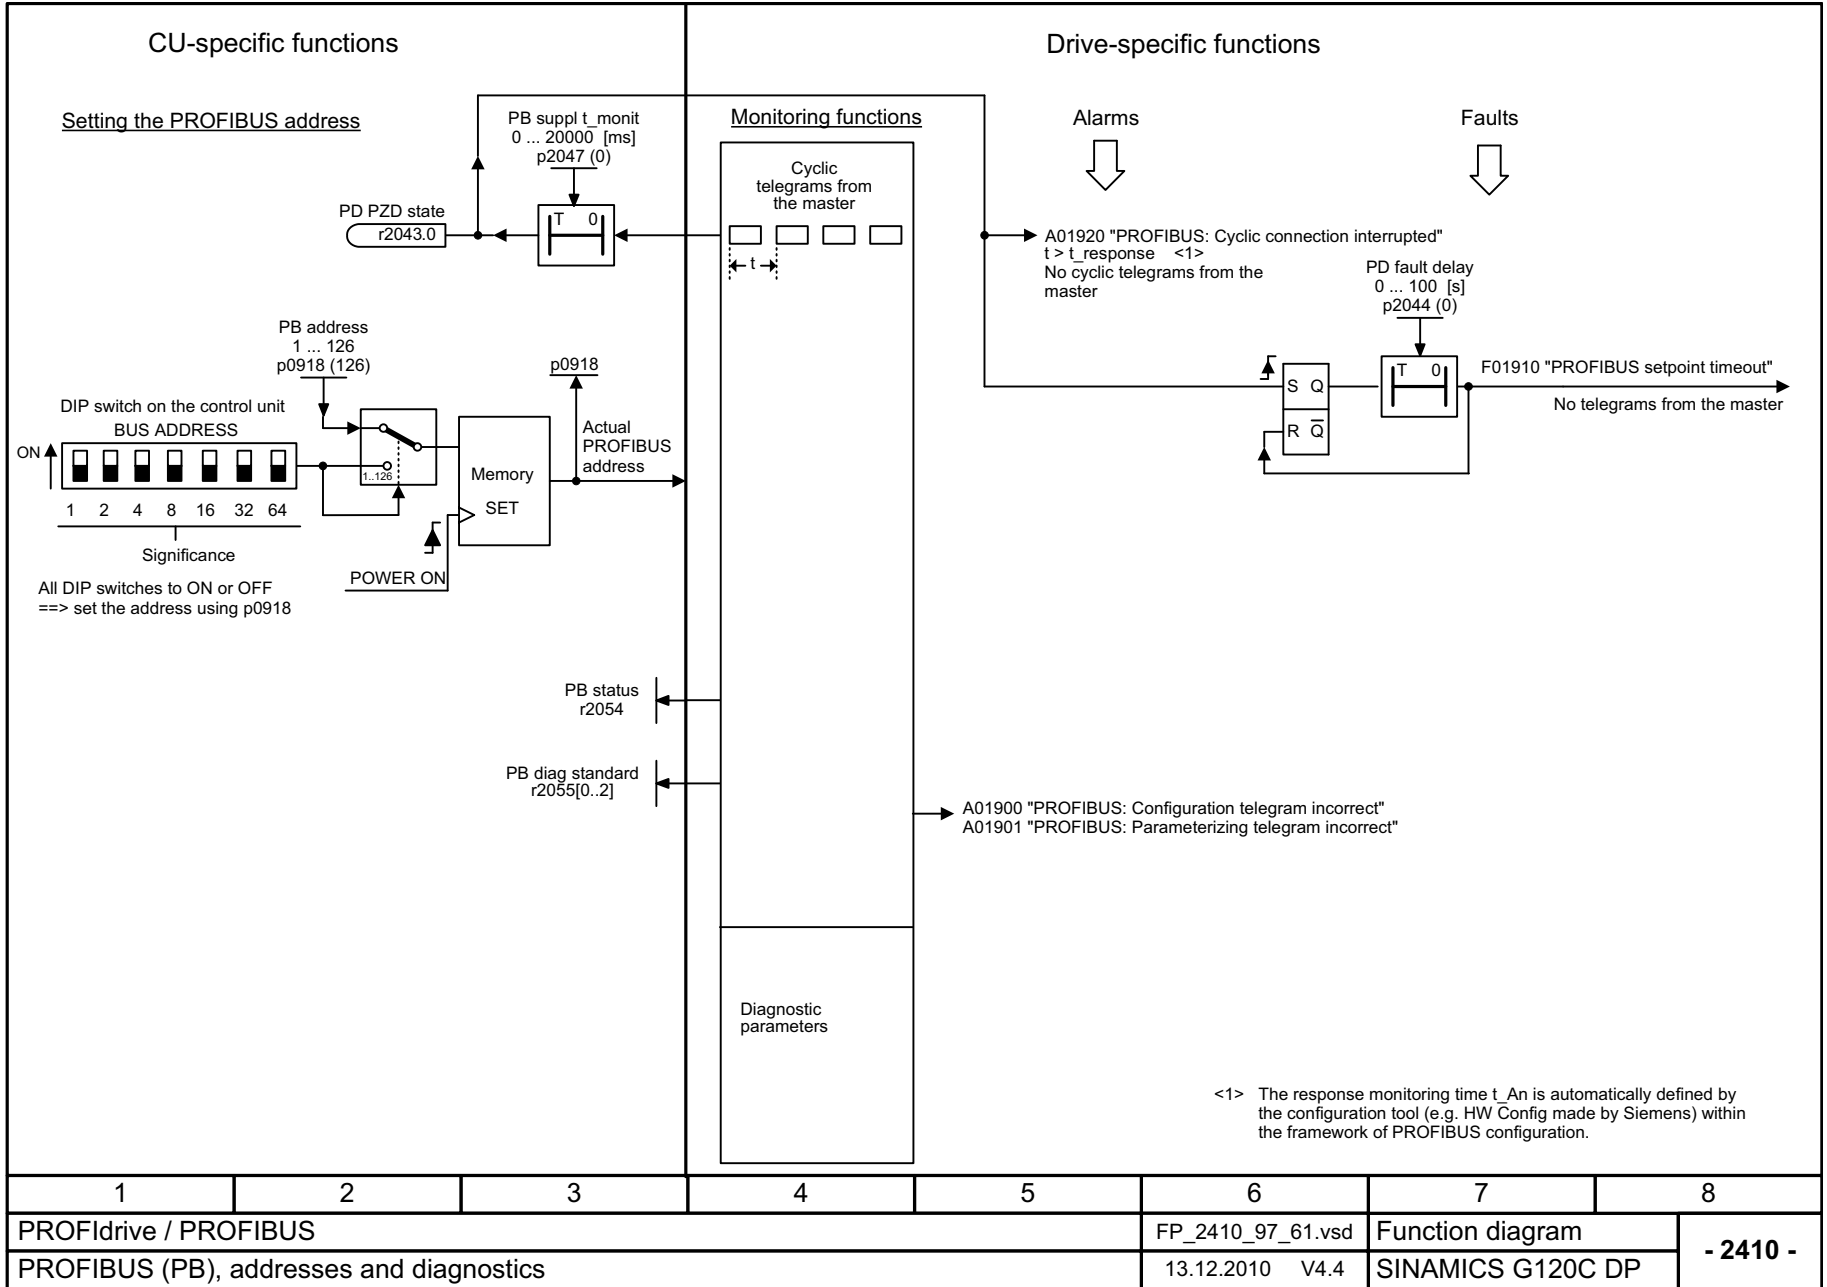 CU-specific functions
Drive-specific functions
Setting the PROFIBUS address
PB suppl t_monit
0 ... 20000 [ms]
p2047 (0)
Monitoring functions
Alarms
Faults
Cyclic
telegrams from
the master
PD PZD state
r2043.0
T 0
t
A01920 "PROFIBUS: Cyclic connection interrupted"
t > t_response <1>
No cyclic telegrams from the
master
PD fault delay
0 ... 100 [s]
p2044 (0)
PB address
1 ... 126
p0918 (126)
p0918
S Q
R Q
T 0
F01910 "PROFIBUS setpoint timeout"
No telegrams from the master
DIP switch on the control unit
BUS ADDRESS
ON
1..126
Memory
SET
Actual
PROFIBUS
address
1 2 4 8 16 32 64
Significance
POWER ON
All DIP switches to ON or OFF
==> set the address using p0918
PB status
r2054
PB diag standard
r2055[0..2]
A01900 "PROFIBUS: Configuration telegram incorrect"
A01901 "PROFIBUS: Parameterizing telegram incorrect"
Diagnostic
parameters
<1> The response monitoring time t_An is automatically defined by
the configuration tool (e.g. HW Config made by Siemens) within
the framework of PROFIBUS configuration.
1 2 3 4 5 6 7 8
PROFIdrive / PROFIBUS
FP_2410_97_61.vsd
Function diagram
- 2410 -
PROFIBUS (PB), addresses and diagnostics
13.12.2010 V4.4
SINAMICS G120C DP